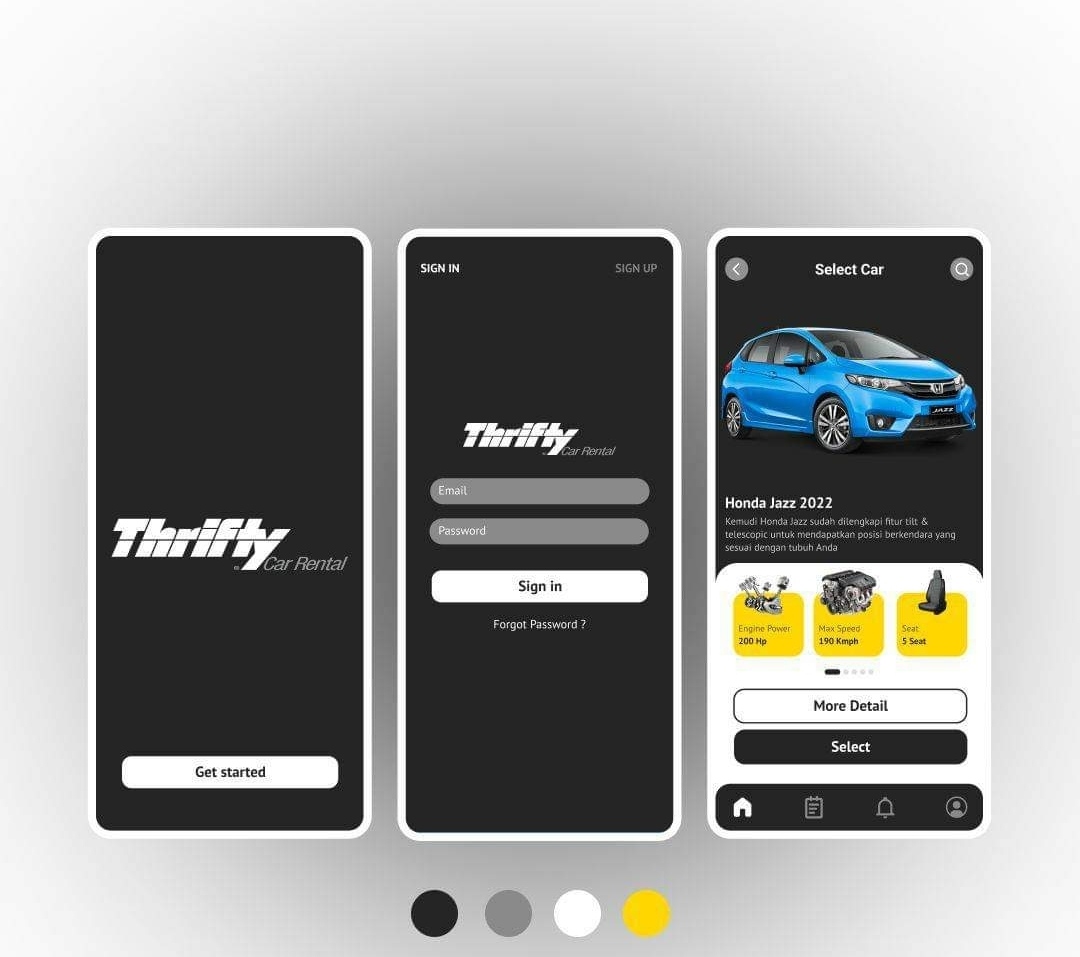 Thrifty
Car Rental
Get started
SIGN IN
SIGN UP
Thrifty
Car Rental
Email
Password
Sign in
Forgot Password ?
Select Car
JAZZ
Honda Jazz 2022
Kemudi Honda Jazz sudah dilengkapi fitur tilt &
telescopic untuk mendapatkan posisi berkendara yang
sesuai dengan tubuh Anda
Engine Power
200 Hp
Max Speed
190 Kmph
Seat
5 Seat
More Detail
Select